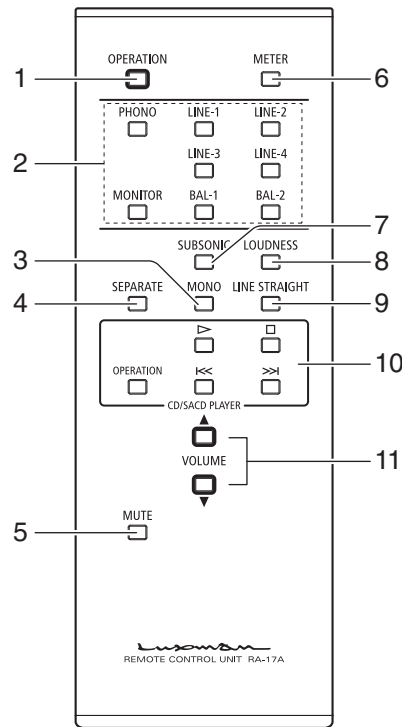 OPERATION METER
1 6
PHONO LINE-1 LINE-2
2
LINE-3 LINE-4
MONITOR BAL-1 BAL-2
7
SUBSONIC LOUDNESS
3 8
SEPARATE MONO LINE STRAIGHT
4 9
10
OPERATION
CD/SACD PLAYER
VOLUME 11
MUTE
5
LUXMAN
REMOTE CONTROL UNIT RA-17A